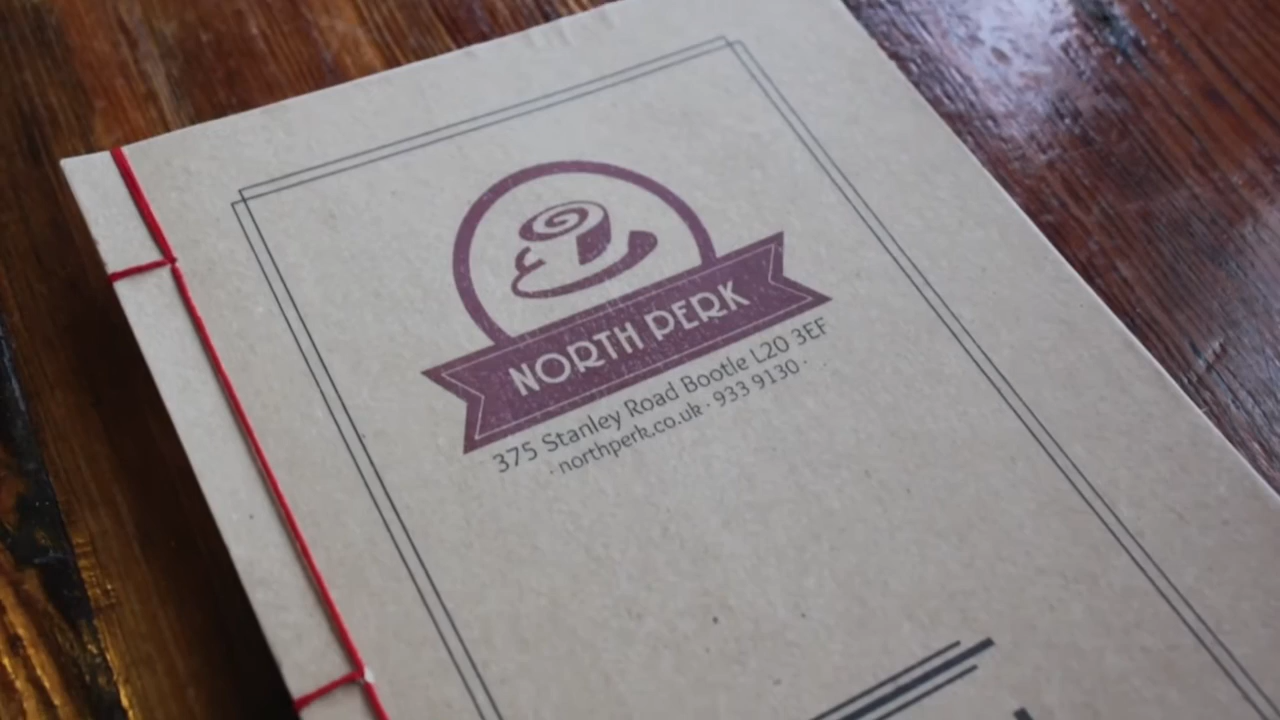 NORTH PERK
375 Stanley Road Bootle L20 3EF
· northperk.co.uk · 933 9130 ·